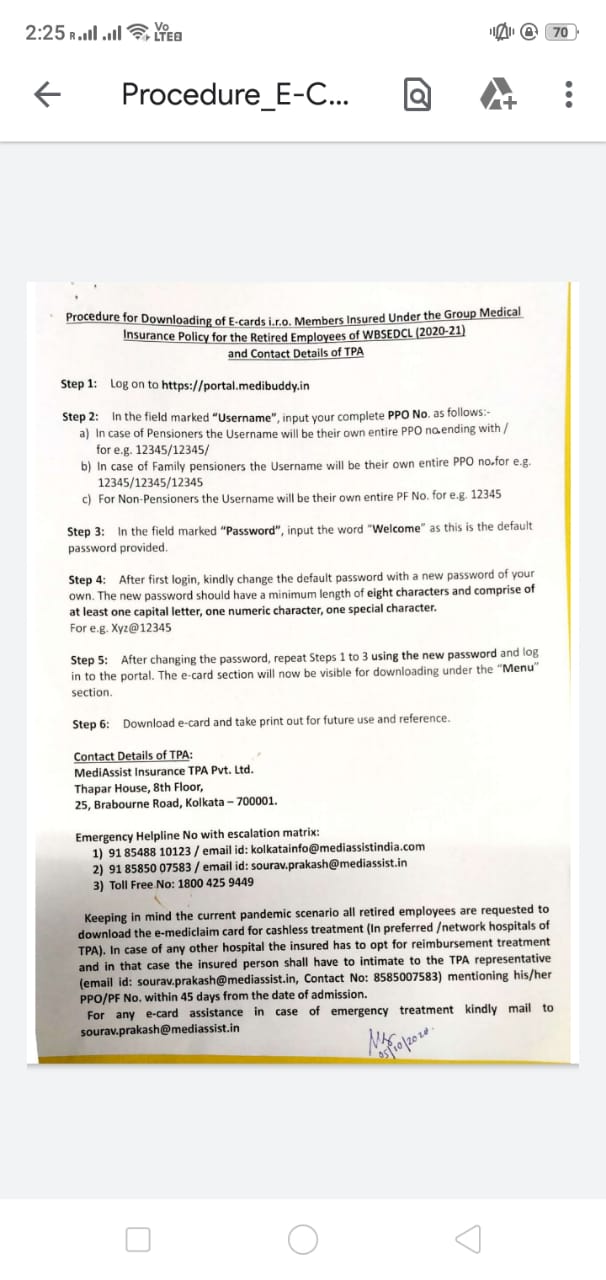 2:25 R Vo LTE 70
Procedure_E-C...
Procedure for Downloading of E-cards i.r.o. Members Insured Under the Group Medical
Insurance Policy for the Retired Employees of WBSEDCL (2020-21)
and Contact Details of TPA
Step 1: Log on to https://portal.medibuddy.in
Step 2: In the field marked "Username", input your complete PPO No. as follows:-
a) In case of Pensioners the Username will be their own entire PPO no.ending with /
for e.g. 12345/12345/
b) In case of Family pensioners the Username will be their own entire PPO no.for e.g.
12345/12345/12345
c) For Non-Pensioners the Username will be their own entire PF No. for e.g. 12345
Step 3: In the field marked "Password", input the word "Welcome" as this is the default
password provided.
Step 4: After first login, kindly change the default password with a new password of your
own. The new password should have a minimum length of eight characters and comprise of
at least one capital letter, one numeric character, one special character.
For e.g. Xyz@12345
Step 5: After changing the password, repeat Steps 1 to 3 using the new password and log
in to the portal. The e-card section will now be visible for downloading under the "Menu"
section.
Step 6: Download e-card and take print out for future use and reference.
Contact Details of TPA:
MediAssist Insurance TPA Pvt. Ltd.
Thapar House, 8th Floor,
25, Brabourne Road, Kolkata – 700001.
Emergency Helpline No with escalation matrix:
1) 91 85488 10123 / email id: kolkatainfo@mediassistindia.com
2) 91 85850 07583 / email id: sourav.prakash@mediassist.in
3) Toll Free No: 1800 425 9449
Keeping in mind the current pandemic scenario all retired employees are requested to
download the e-mediclaim card for cashless treatment (In preferred /network hospitals of
TPA). In case of any other hospital the insured has to opt for reimbursement treatment
and in that case the insured person shall have to intimate to the TPA representative
(email id: sourav.prakash@mediassist.in, Contact No: 8585007583) mentioning his/her
PPO/PF No. within 45 days from the date of admission.
For any e-card assistance in case of emergency treatment kindly mail to
sourav.prakash@mediassist.in
05/10/2020